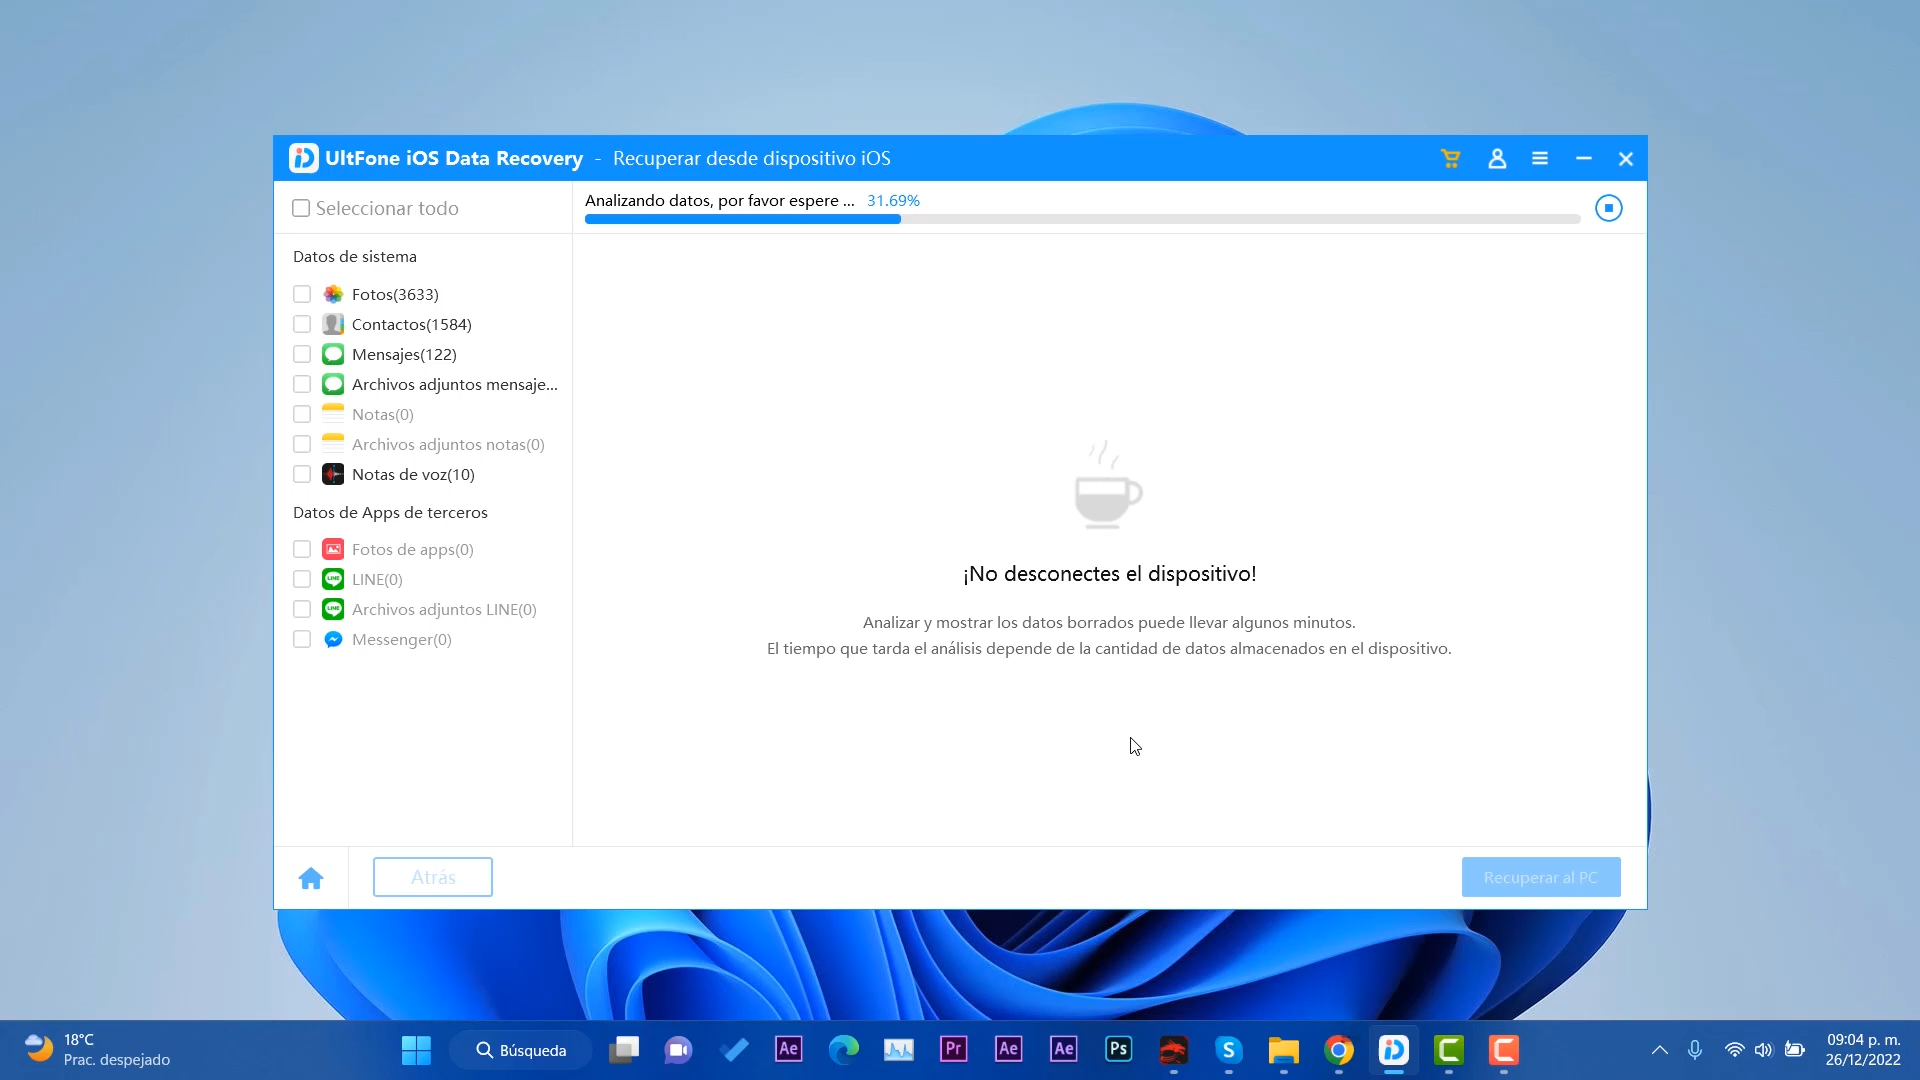 UltFone iOS Data Recovery - Recuperar desde dispositivo iOS
Seleccionar todo
Analizando datos, por favor espere ... 31.69%
Datos de sistema
Fotos(3633)
Contactos(1584)
Mensajes(122)
Archivos adjuntos mensaje...
Notas(0)
Archivos adjuntos notas(0)
Notas de voz(10)
Datos de Apps de terceros
Fotos de apps(0)
LINE
LINE(0)
LINE
Archivos adjuntos LINE(0)
Messenger(0)
¡No desconectes el dispositivo!
Analizar y mostrar los datos borrados puede llevar algunos minutos.
El tiempo que tarda el análisis depende de la cantidad de datos almacenados en el dispositivo.
Atrás
Recuperar al PC
18°C
Prac. despejado
Búsqueda
Ae
Pr
Ae
Ae
Ps
S
C
C
09:04 p. m.
26/12/2022